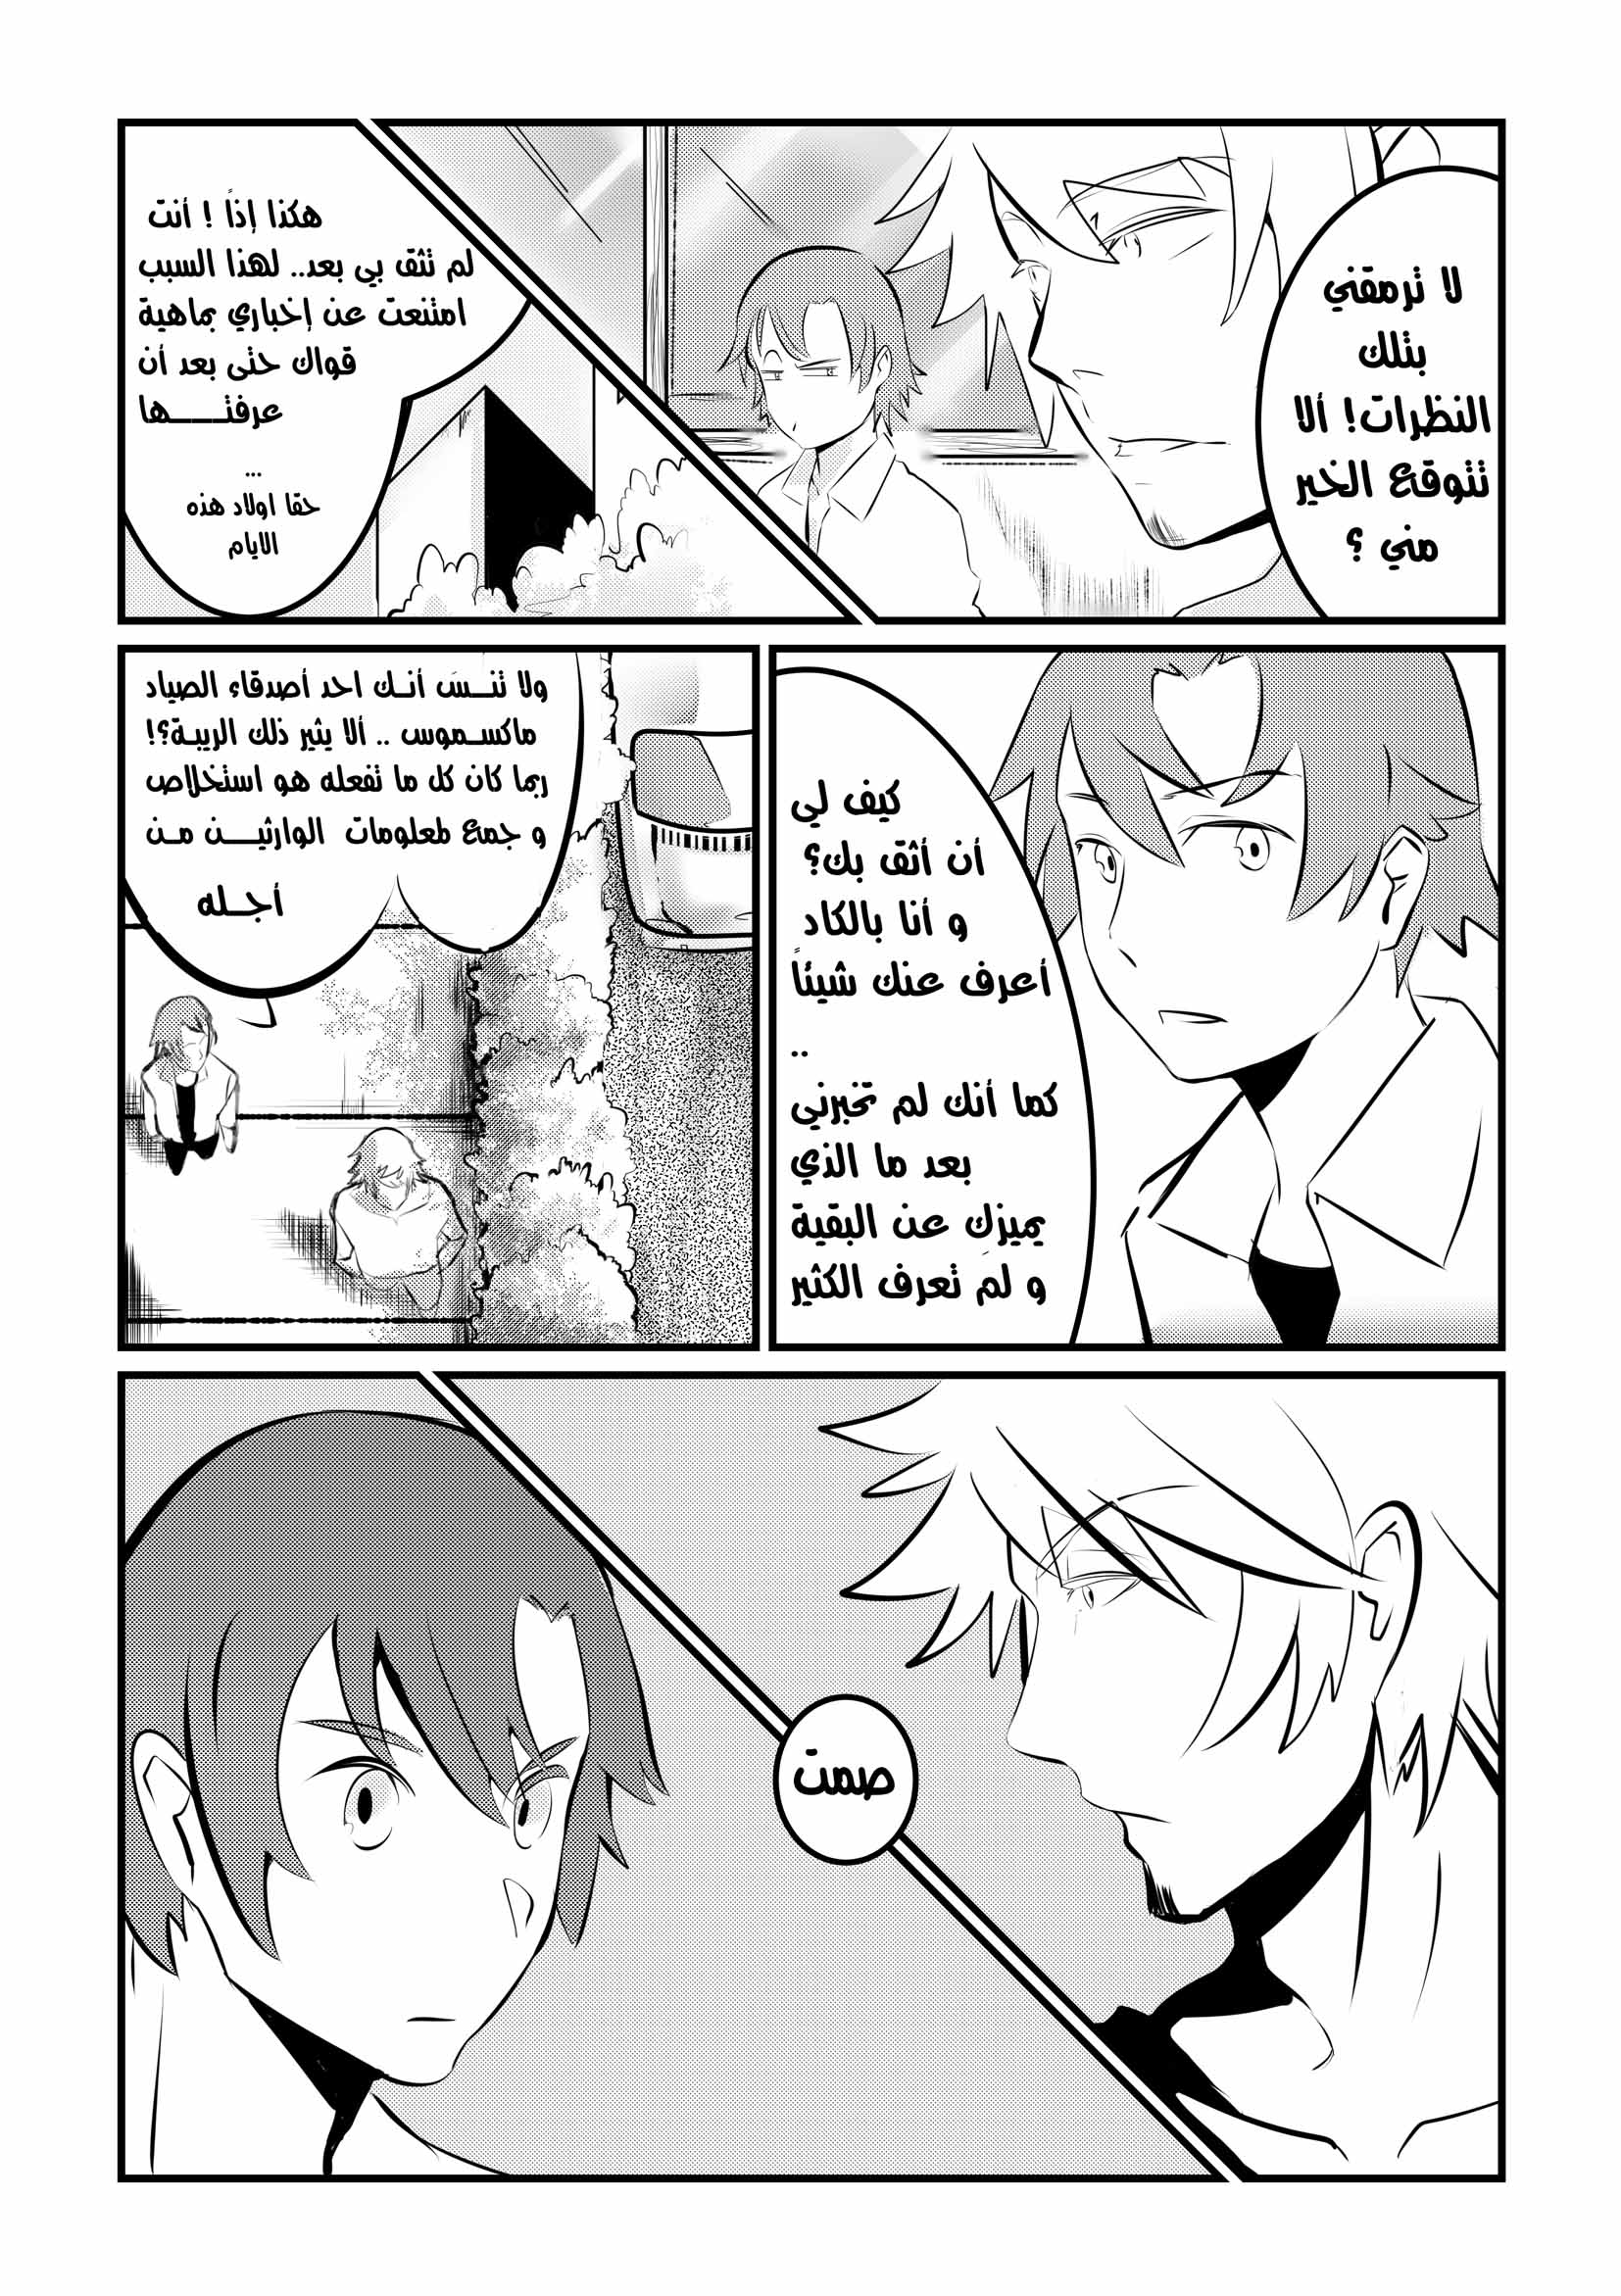 لا ترمقني
بتلك
النظرات! ألا
تتوقع الخير
مني ؟
هكذا إذاً ! أنت
لم تثق بي بعد.. لهذا السبب
امتنعت عن إخباري بماهية
قواك حتى بعد أن
عرفتـــــها
...
حقا اولاد هذه
الايام
كيف لي
أن أثق بك؟
و أنا بالكاد
أعرف عنك شيئاً
..
كما أنك لم تخبرني
بعد ما الذي
يميزك عن البقية
و لمَ تعرف الكثير
ولا تنــسَ أنـك احد أصدقاء الصياد
ماكسـموس .. ألا يثير ذلك الريبـة؟!
ربما كان كل ما تفعله هو استخلاص
و جمع لمعلومات الوارثيـــن مـن
أجـله
صمت